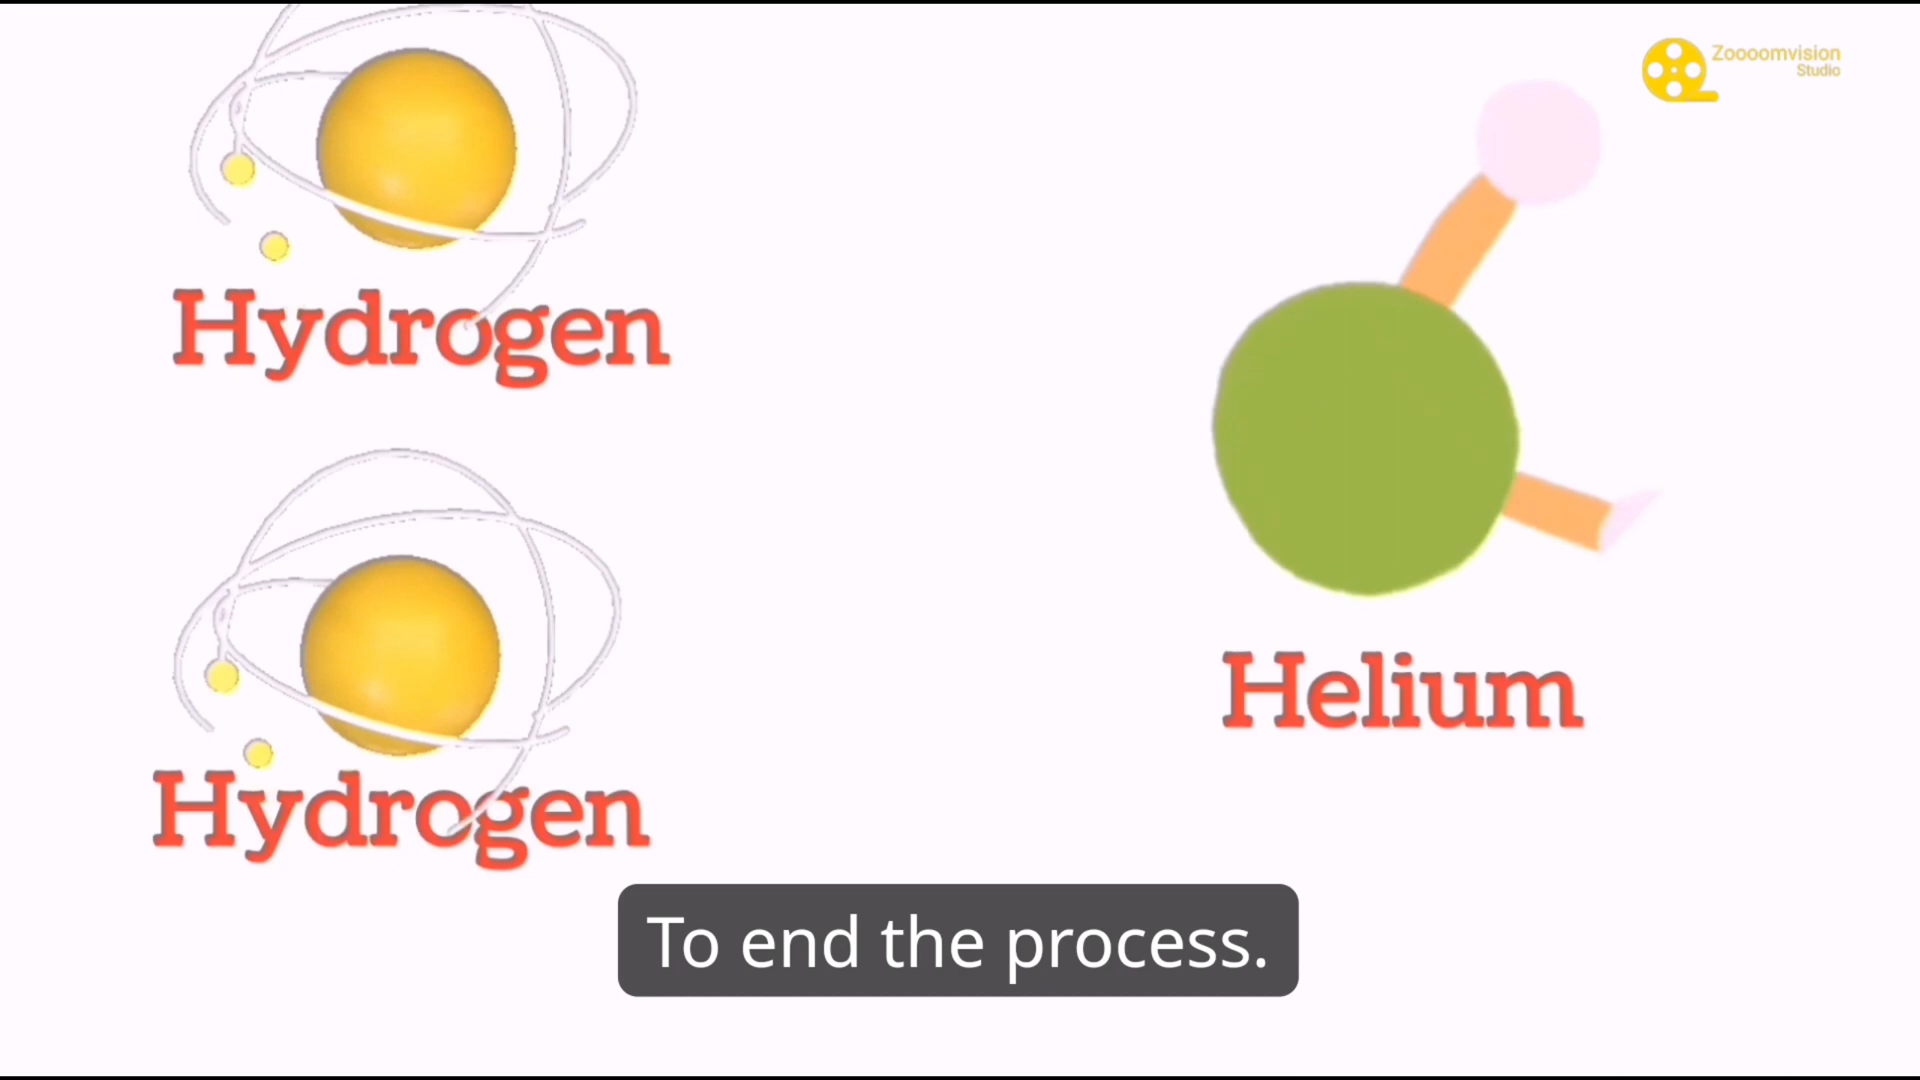 Zoooomvision
Studio
Hydrogen
Hydrogen
Helium
To end the process.